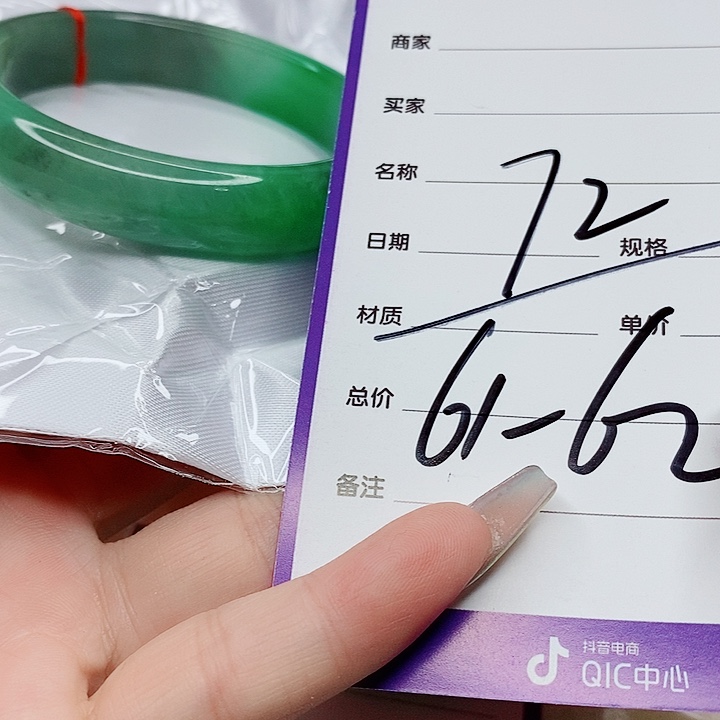 商家
买家
名称
72
日期 规格
材质 单价
总价
61-62
备注
抖音电商
QIC中心